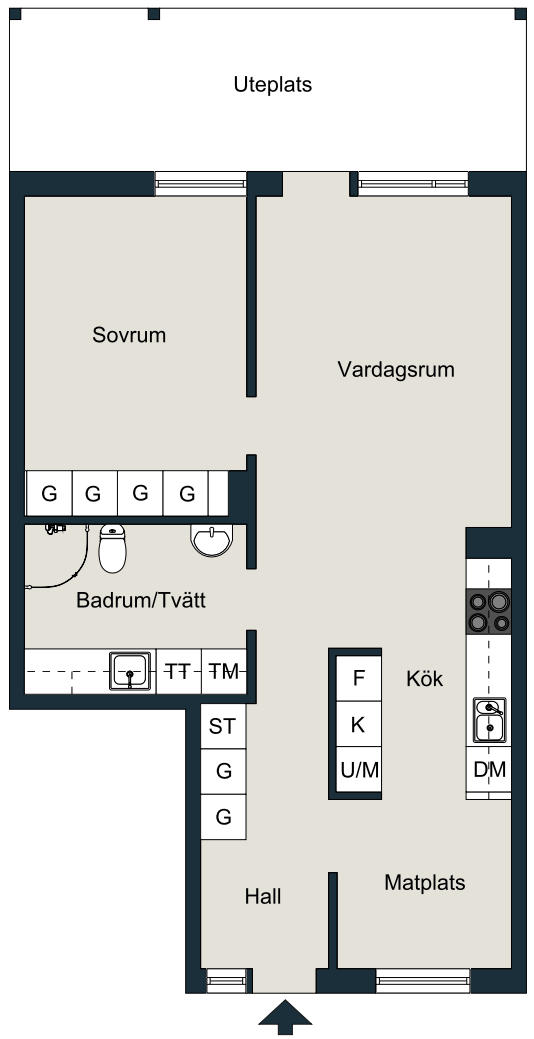 Uteplats
Sovrum
Vardagsrum
G G G G
Badrum/Tvätt
TT TM
F
Kök
K
ST
U/M
DM
G
G
Matplats
Hall